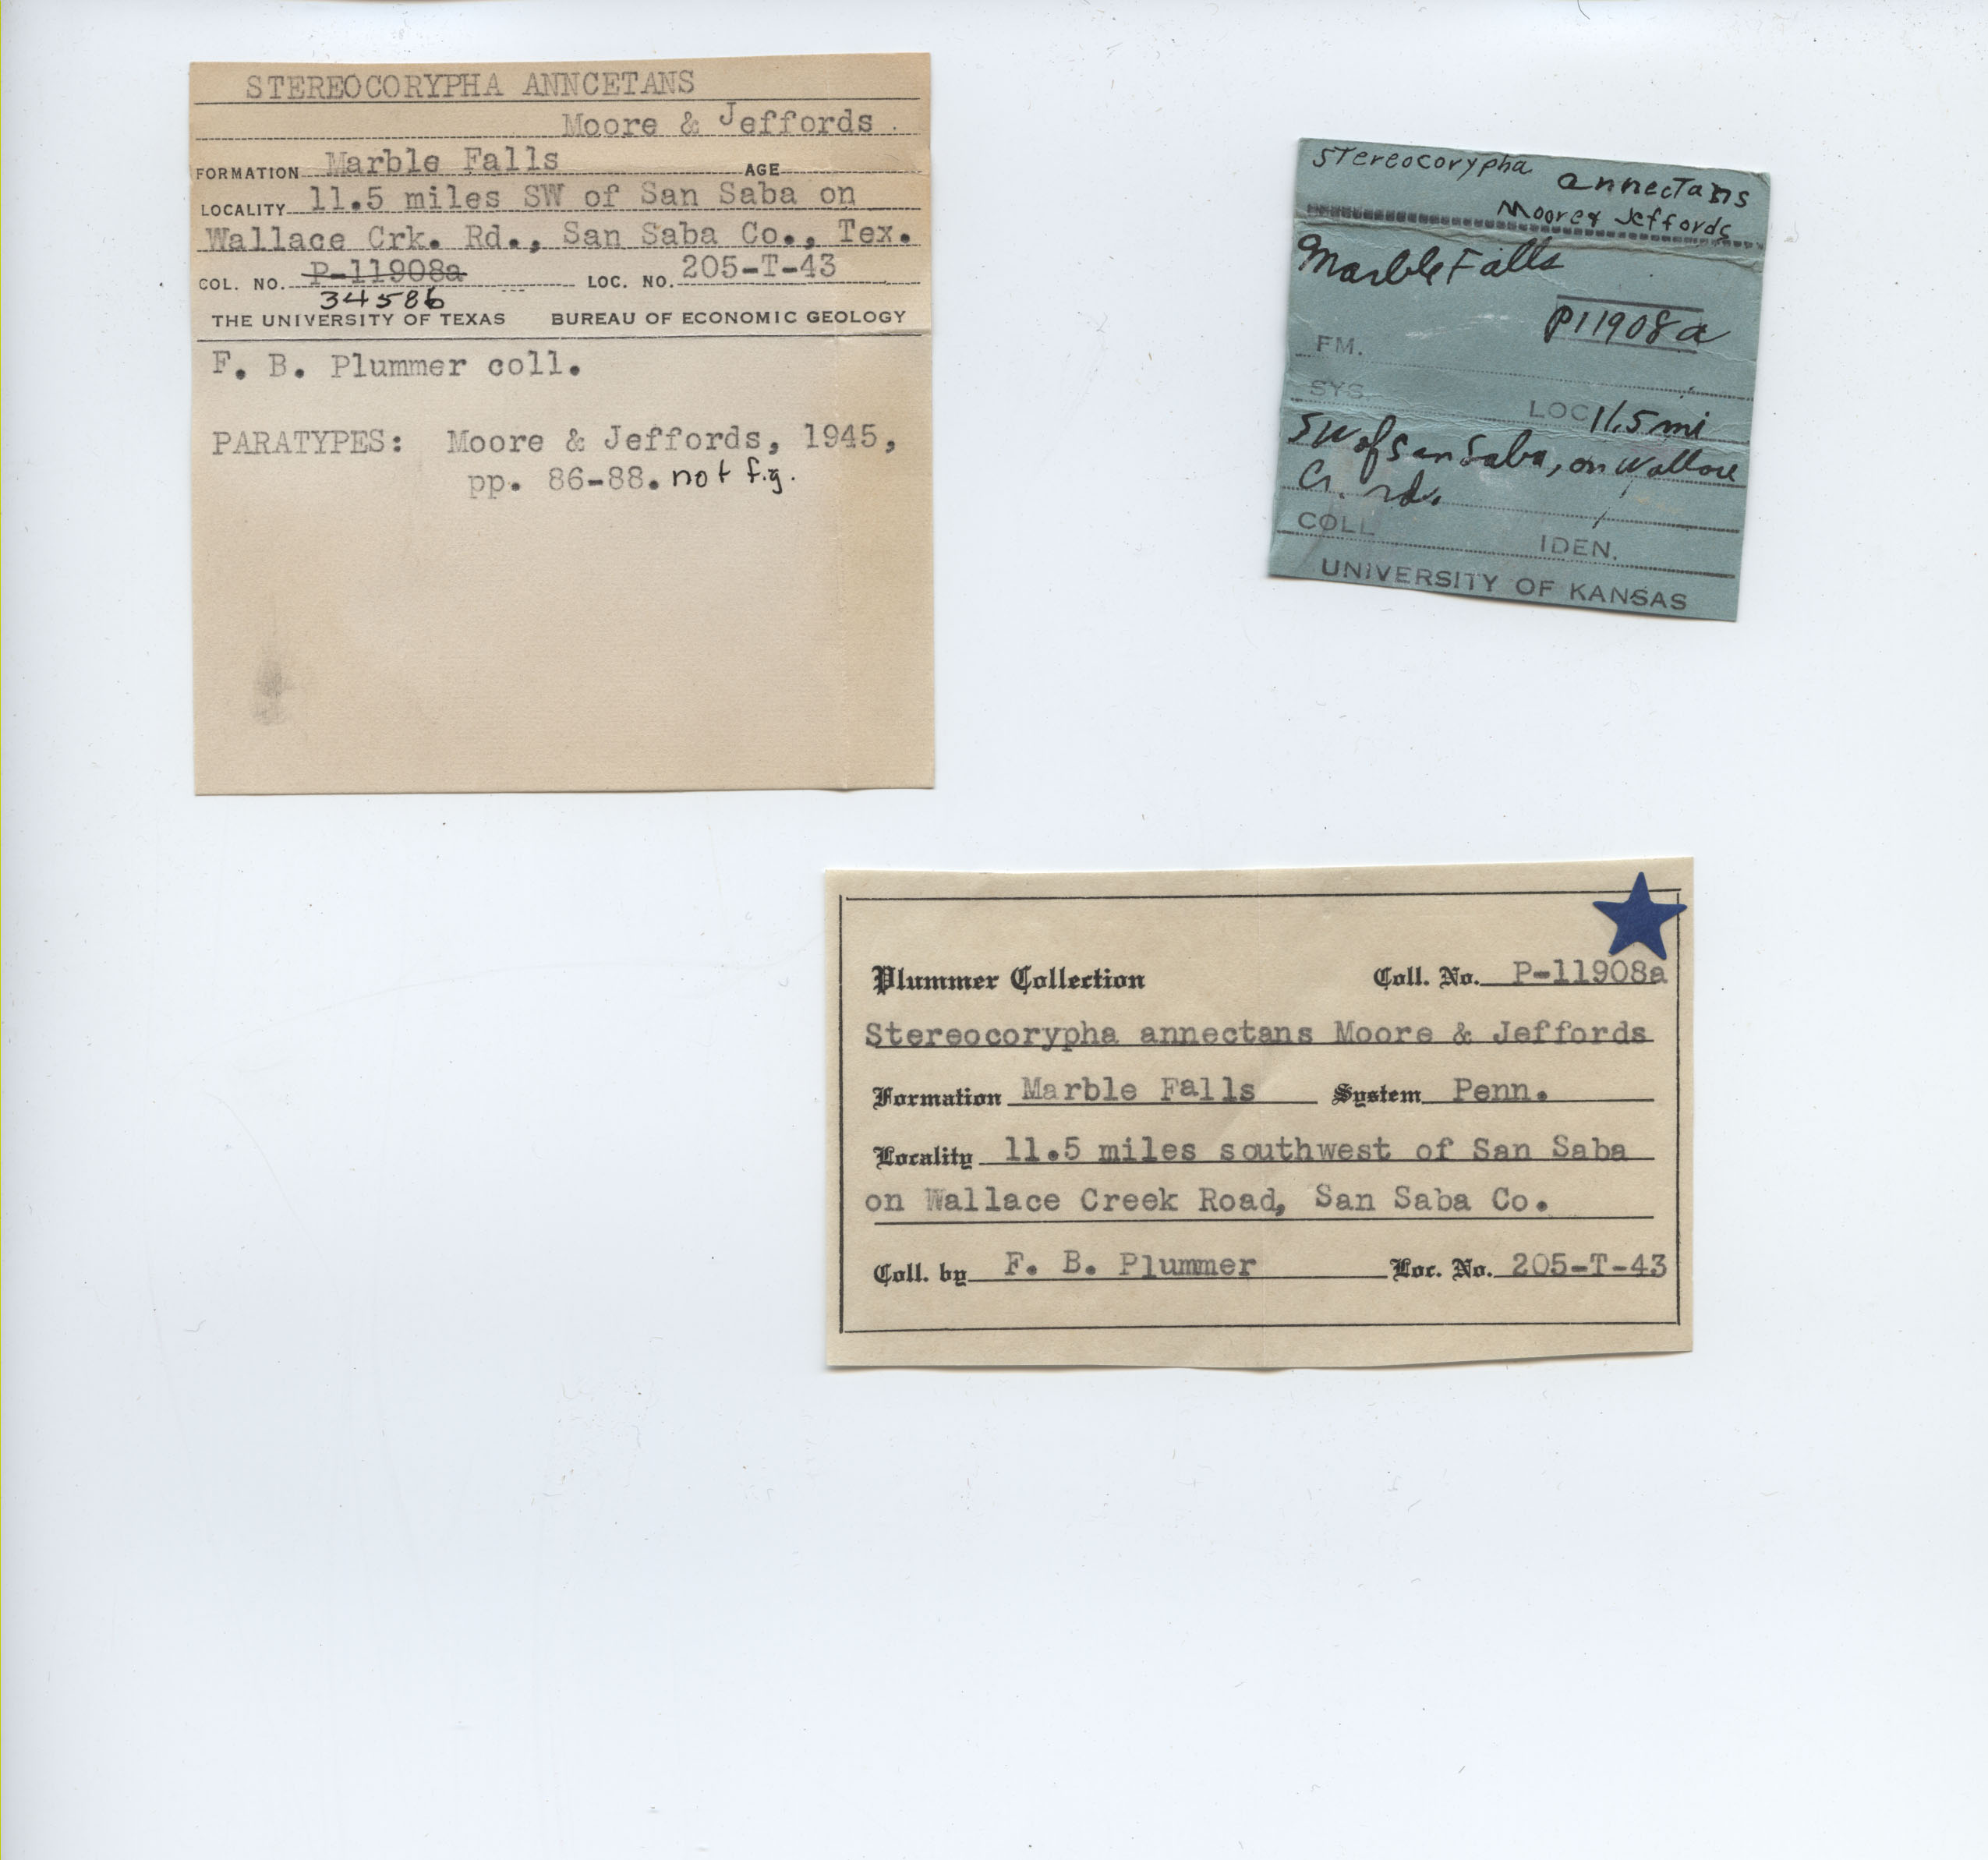 STEREOCORYPHA ANNCETANS
Moore & Jeffords
FORMATION Marble Falls AGE
LOCALITY 11.5 miles SW of San Saba on
Wallace Crk. Rd., San Saba Co., Tex.
COL. NO. P-11908a LOC. NO. 205-T-43
34586
THE UNIVERSITY OF TEXAS BUREAU OF ECONOMIC GEOLOGY
F. B. Plummer coll.
PARATYPES: Moore & Jeffords, 1945,
pp. 86-88. not fig.
Stereocorypha
annectans
Moore & Jeffords
Marble Falls
P11908a
FM.
SYS. LOC 11.5 mi
SW of San Saba, on Wallace
Cr. rd.
COLL IDEN.
UNIVERSITY OF KANSAS
Plummer Collection Coll. No. P-11908a
Stereocorypha annectans Moore & Jeffords
Formation Marble Falls System Penn.
Locality 11.5 miles southwest of San Saba
on Wallace Creek Road, San Saba Co.
Coll. by F. B. Plummer Loc. No. 205-T-43